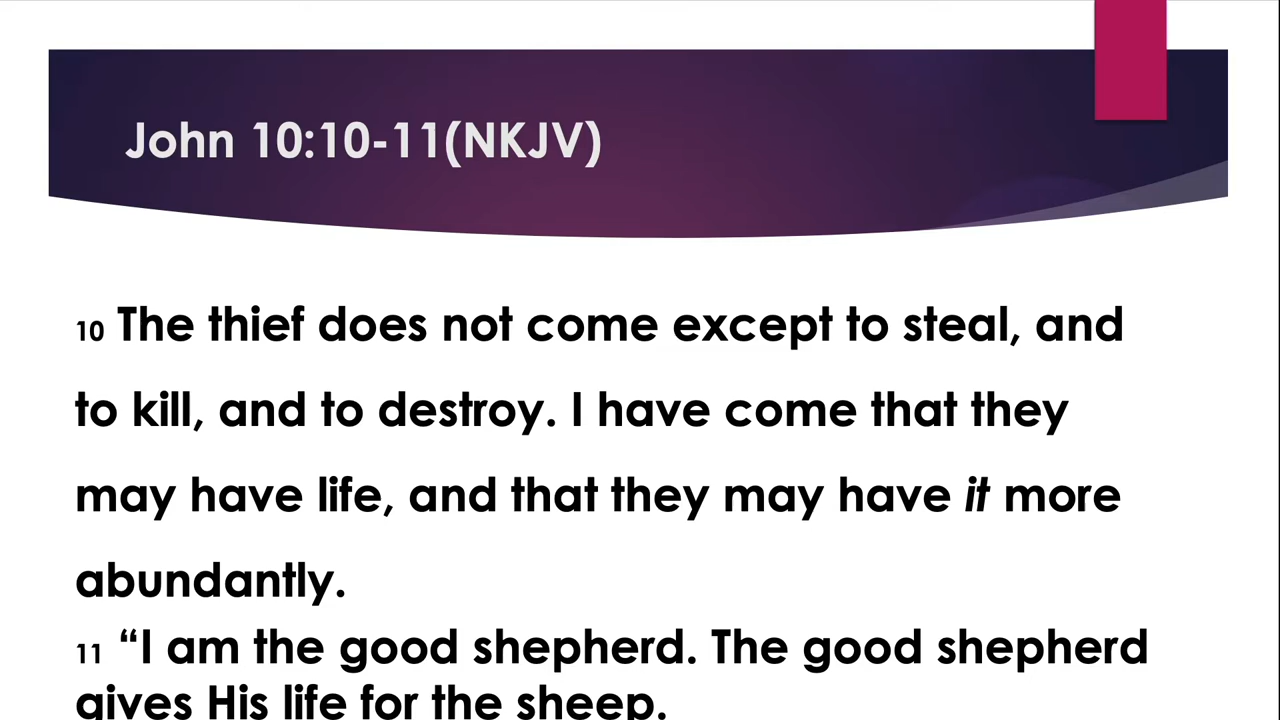 John 10:10-11(NKJV)
10 The thief does not come except to steal, and
to kill, and to destroy. I have come that they
may have life, and that they may have it more
abundantly.
11 “I am the good shepherd. The good shepherd
gives His life for the sheep.